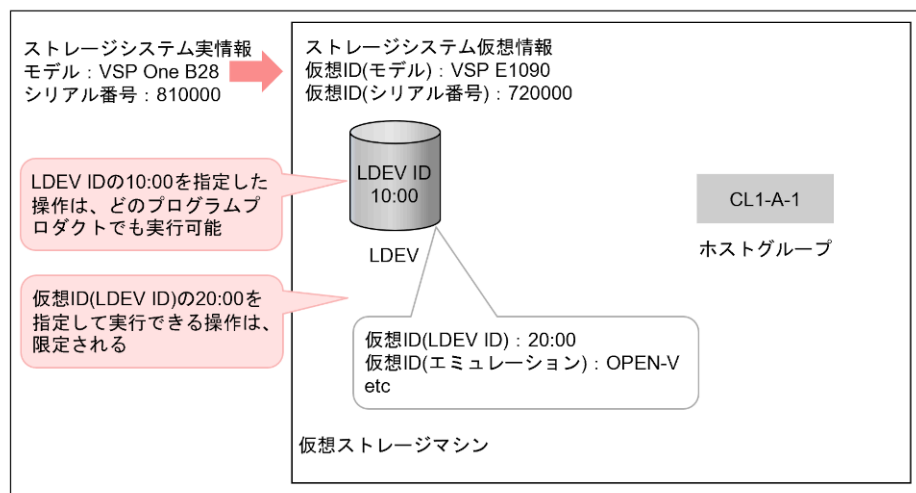 ストレージシステム実情報
モデル：VSP One B28
シリアル番号：810000
ストレージシステム仮想情報
仮想ID(モデル)：VSP E1090
仮想ID(シリアル番号)：720000
LDEV ID
10:00
LDEV
LDEV IDの10:00を指定した
操作は、どのプログラムプ
ロダクトでも実行可能
CL1-A-1
ホストグループ
仮想ID(LDEV ID)の20:00を
指定して実行できる操作は、
限定される
仮想ID(LDEV ID)：20:00
仮想ID(エミュレーション)：OPEN-V
etc
仮想ストレージマシン